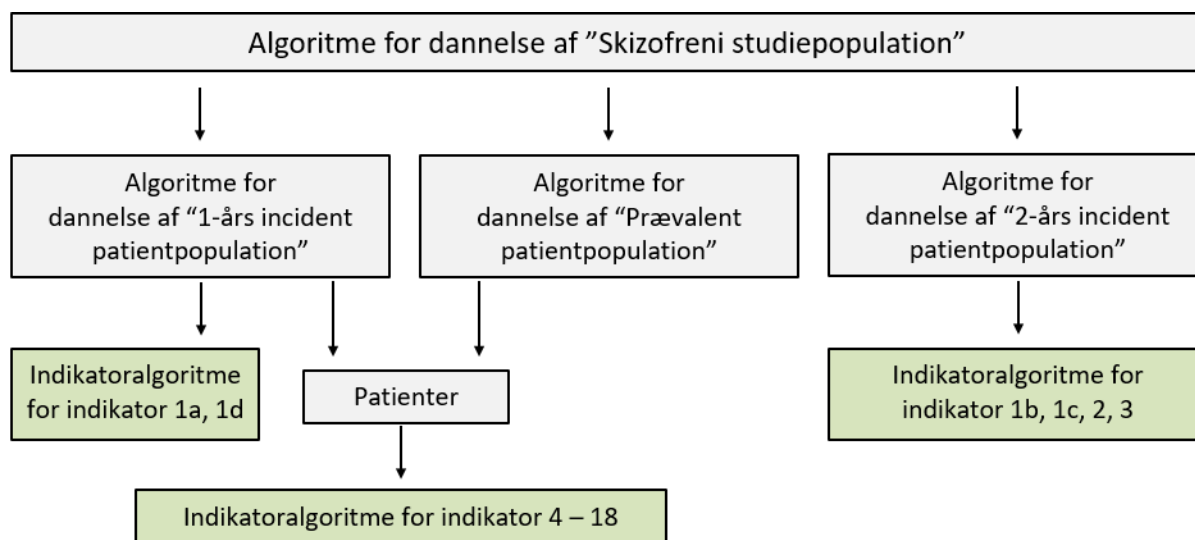 Algoritme for dannelse af ”Skizofreni studiepopulation”
Algoritme for
dannelse af “1-års incident
patientpopulation”
Algoritme for
dannelse af “Prævalent
patientpopulation”
Algoritme for
dannelse af “2-års incident
patientpopulation”
Indikatoralgoritme
for indikator 1a, 1d
Patienter
Indikatoralgoritme for
indikator 1b, 1c, 2, 3
Indikatoralgoritme for indikator 4 – 18